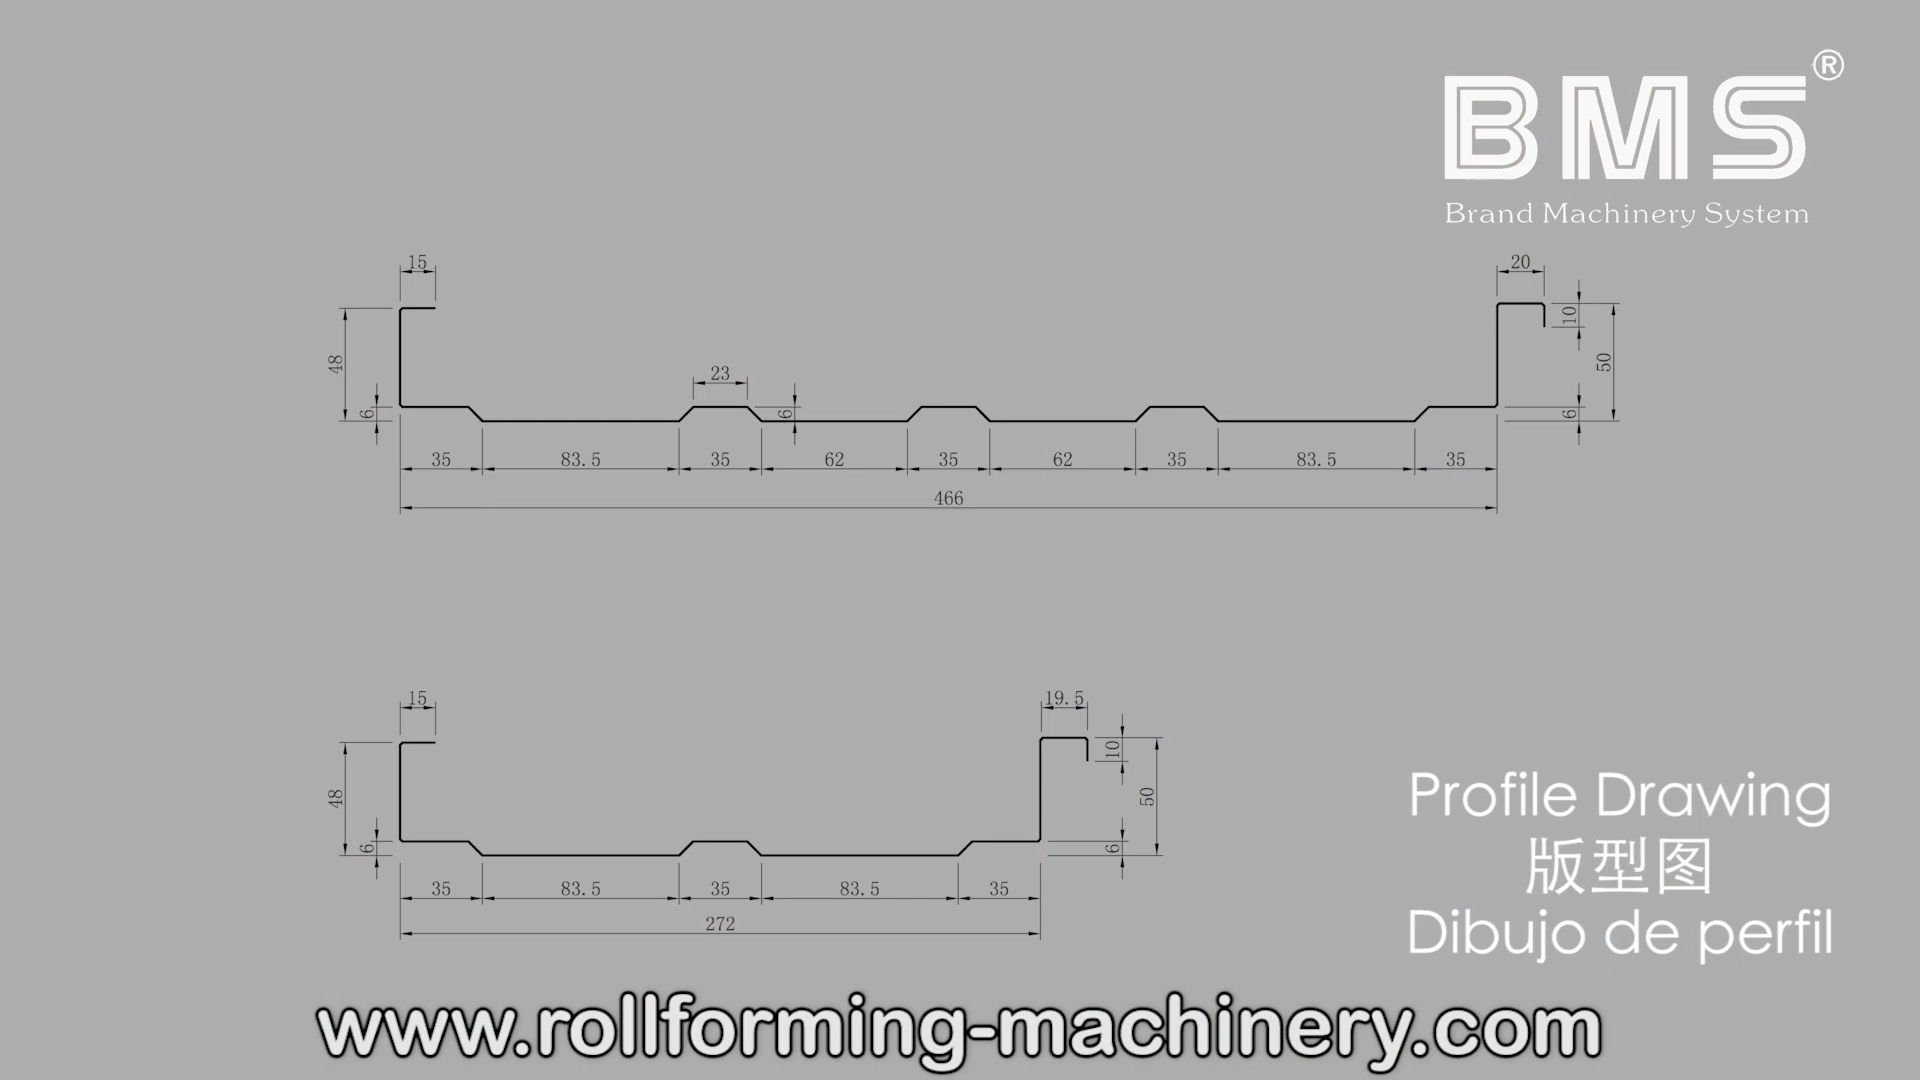 BMS®
Brand Machinery System
15
20
48
6
23
6
10
50
6
35 83.5 35 62 35 62 35 83.5 35
466
15
19.5
48
6
10
50
6
35 83.5 35 83.5 35
272
Profile Drawing
版型图
Dibujo de perfil
www.rollforming-machinery.com